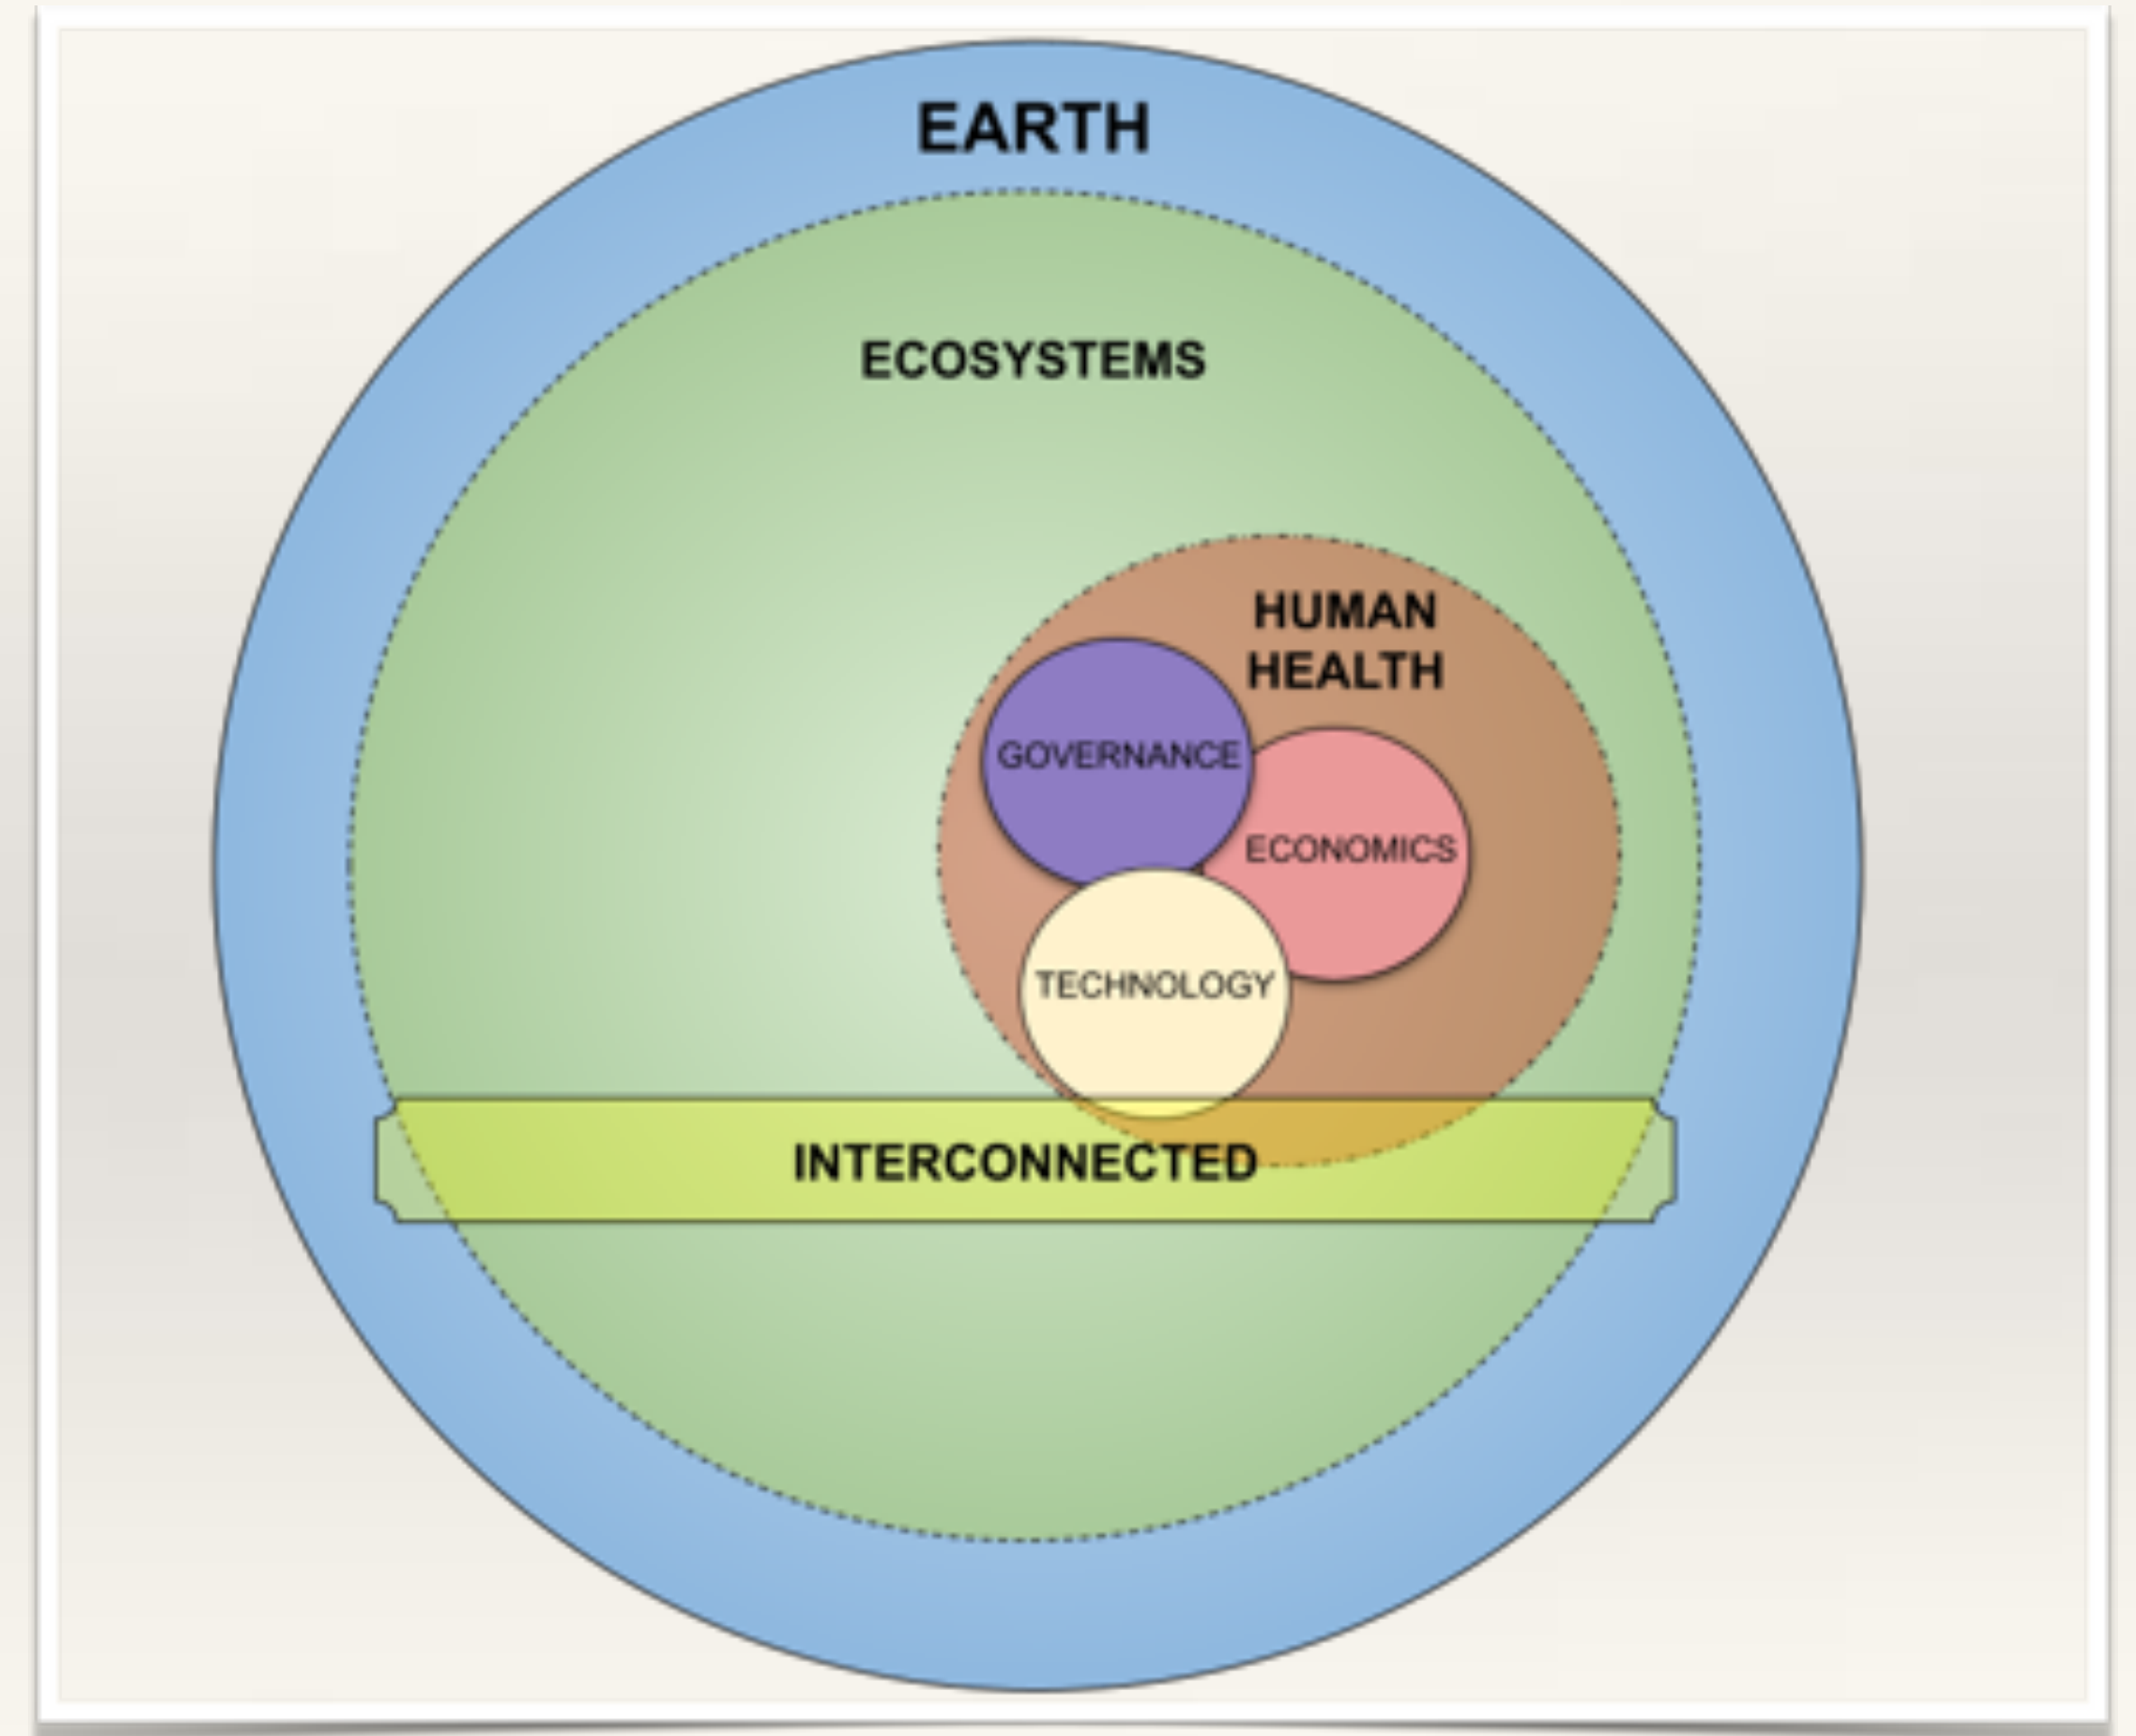 EARTH
ECOSYSTEMS
HUMAN
HEALTH
GOVERNANCE
ECONOMICS
TECHNOLOGY
INTERCONNECTED